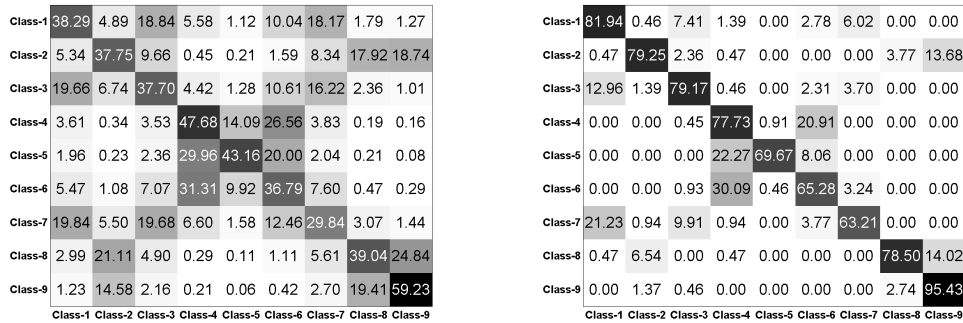 Class-1 38.29 4.89 18.84 5.58 1.12 10.04 18.17 1.79 1.27
Class-2 5.34 37.75 9.66 0.45 0.21 1.59 8.34 17.92 18.74
Class-3 19.66 6.74 37.70 4.42 1.28 10.61 16.22 2.36 1.01
Class-4 3.61 0.34 3.53 47.68 14.09 26.56 3.83 0.19 0.16
Class-5 1.96 0.23 2.36 29.96 43.16 20.00 2.04 0.21 0.08
Class-6 5.47 1.08 7.07 31.31 9.92 36.79 7.60 0.47 0.29
Class-7 19.84 5.50 19.68 6.60 1.58 12.46 29.84 3.07 1.44
Class-8 2.99 21.11 4.90 0.29 0.11 1.11 5.61 39.04 24.84
Class-9 1.23 14.58 2.16 0.21 0.06 0.42 2.70 19.41 59.23
Class-1 Class-2 Class-3 Class-4 Class-5 Class-6 Class-7 Class-8 Class-9
Class-1 81.94 0.46 7.41 1.39 0.00 2.78 6.02 0.00 0.00
Class-2 0.47 79.25 2.36 0.47 0.00 0.00 0.00 3.77 13.68
Class-3 12.96 1.39 79.17 0.46 0.00 2.31 3.70 0.00 0.00
Class-4 0.00 0.00 0.45 77.73 0.91 20.91 0.00 0.00 0.00
Class-5 0.00 0.00 0.00 22.27 69.67 8.06 0.00 0.00 0.00
Class-6 0.00 0.00 0.93 30.09 0.46 65.28 3.24 0.00 0.00
Class-7 21.23 0.94 9.91 0.94 0.00 3.77 63.21 0.00 0.00
Class-8 0.47 6.54 0.00 0.47 0.00 0.00 0.00 78.50 14.02
Class-9 0.00 1.37 0.46 0.00 0.00 0.00 0.00 2.74 95.43
Class-1 Class-2 Class-3 Class-4 Class-5 Class-6 Class-7 Class-8 Class-9